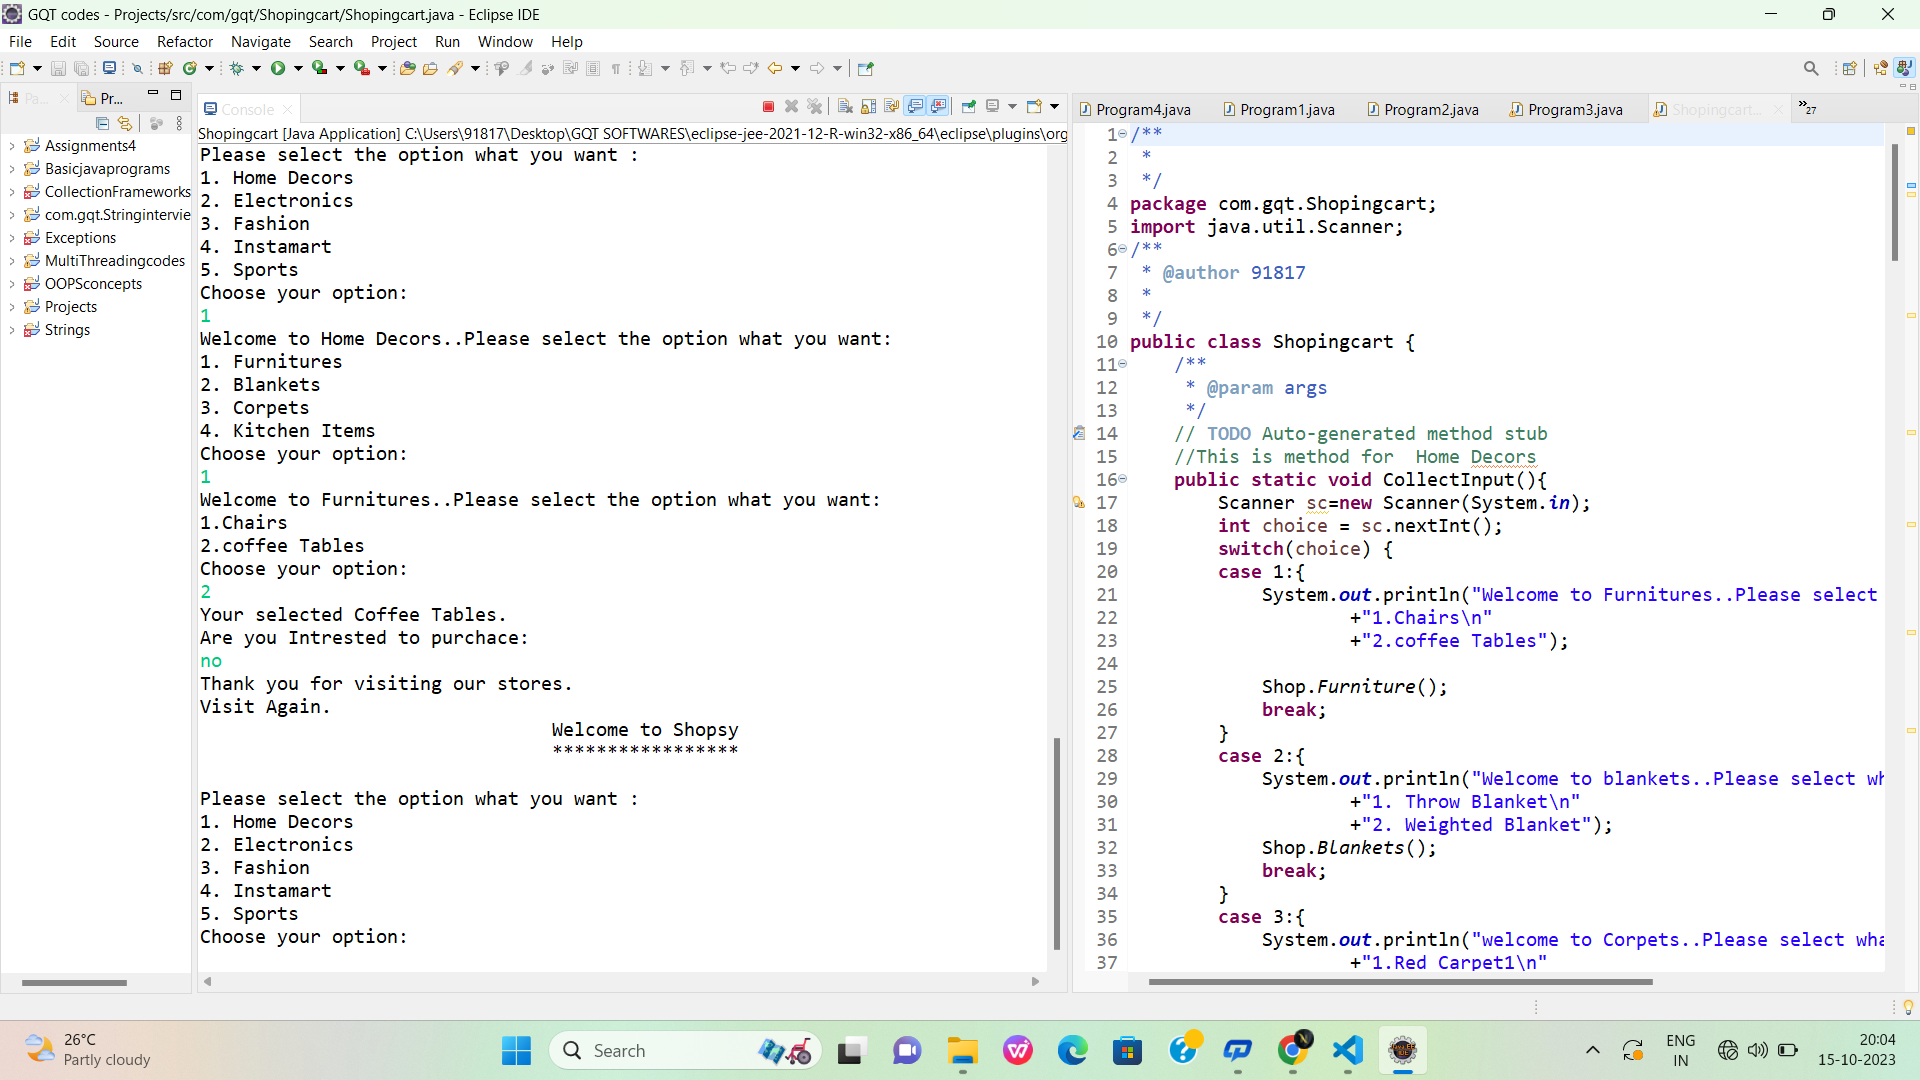 GQT codes - Projects/src/com/gqt/Shopingcart/Shopingcart.java - Eclipse IDE
File Edit Source Refactor Navigate Search Project Run Window Help
Pa... Pr...
Assignments4
Basicjavaprograms
CollectionFrameworks
com.gqt.Stringintervie
Exceptions
MultiThreadingcodes
OOPSconcepts
Projects
Strings
Console
Shopingcart [Java Application] C:\Users\91817\Desktop\GQT SOFTWARES\eclipse-jee-2021-12-R-win32-x86_64\eclipse\plugins\org
Please select the option what you want :
1. Home Decors
2. Electronics
3. Fashion
4. Instamart
5. Sports
Choose your option:
1
Welcome to Home Decors..Please select the option what you want:
1. Furnitures
2. Blankets
3. Corpets
4. Kitchen Items
Choose your option:
1
Welcome to Furnitures..Please select the option what you want:
1.Chairs
2.coffee Tables
Choose your option:
2
Your selected Coffee Tables.
Are you Intrested to purchace:
no
Thank you for visiting our stores.
Visit Again.
Welcome to Shopsy
*****************
Please select the option what you want :
1. Home Decors
2. Electronics
3. Fashion
4. Instamart
5. Sports
Choose your option:
Program4.java Program1.java Program2.java Program3.java Shopingcart... »27
1 /**
2 *
3 */
4 package com.gqt.Shopingcart;
5 import java.util.Scanner;
6 /**
7 * @author 91817
8 *
9 */
10 public class Shopingcart {
11 /**
12 * @param args
13 */
14 // TODO Auto-generated method stub
15 //This is method for  Home Decors
16 public static void CollectInput(){
17 Scanner sc=new Scanner(System.in);
18 int choice = sc.nextInt();
19 switch(choice) {
20 case 1:{
21 System.out.println("Welcome to Furnitures..Please select
22 +"1.Chairs\n"
23 +"2.coffee Tables");
24
25 Shop.Furniture();
26 break;
27 }
28 case 2:{
29 System.out.println("Welcome to blankets..Please select wh
30 +"1. Throw Blanket\n"
31 +"2. Weighted Blanket");
32 Shop.Blankets();
33 break;
34 }
35 case 3:{
36 System.out.println("welcome to Corpets..Please select wha
37 +"1.Red Carpet1\n"
26°C
Partly cloudy
Search
ENG
IN
20:04
15-10-2023